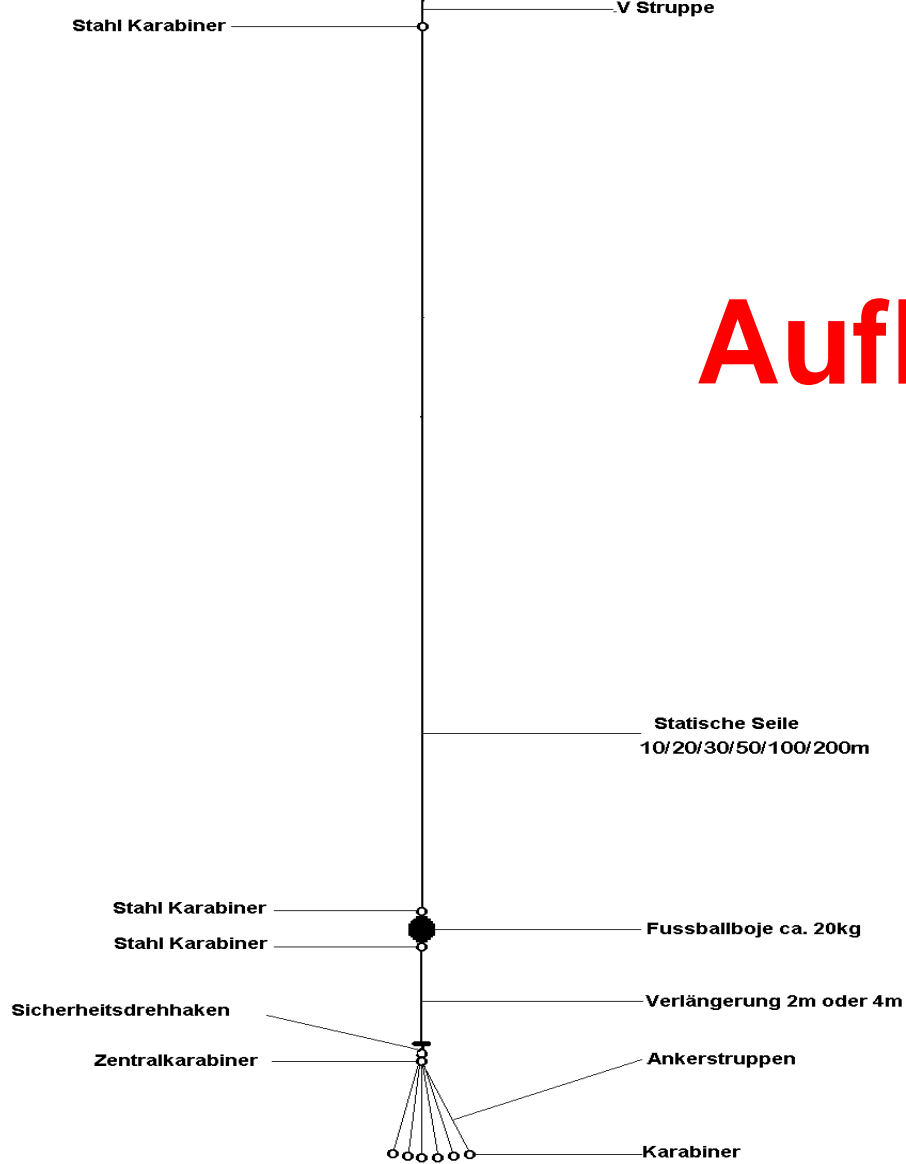 V Struppe
Stahl Karabiner
Statische Seile
10/20/30/50/100/200m
Stahl Karabiner
Fussballboje ca. 20kg
Stahl Karabiner
Verlängerung 2m oder 4m
Sicherheitsdrehhaken
Zentralkarabiner
Ankerstruppen
Karabiner